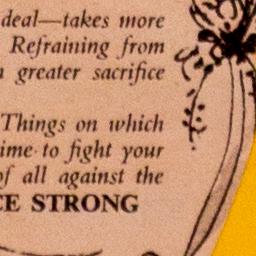 deal—takes more
Refraining from
greater sacrifice
Things on which
ime to fight your
of all against the
CE STRONG